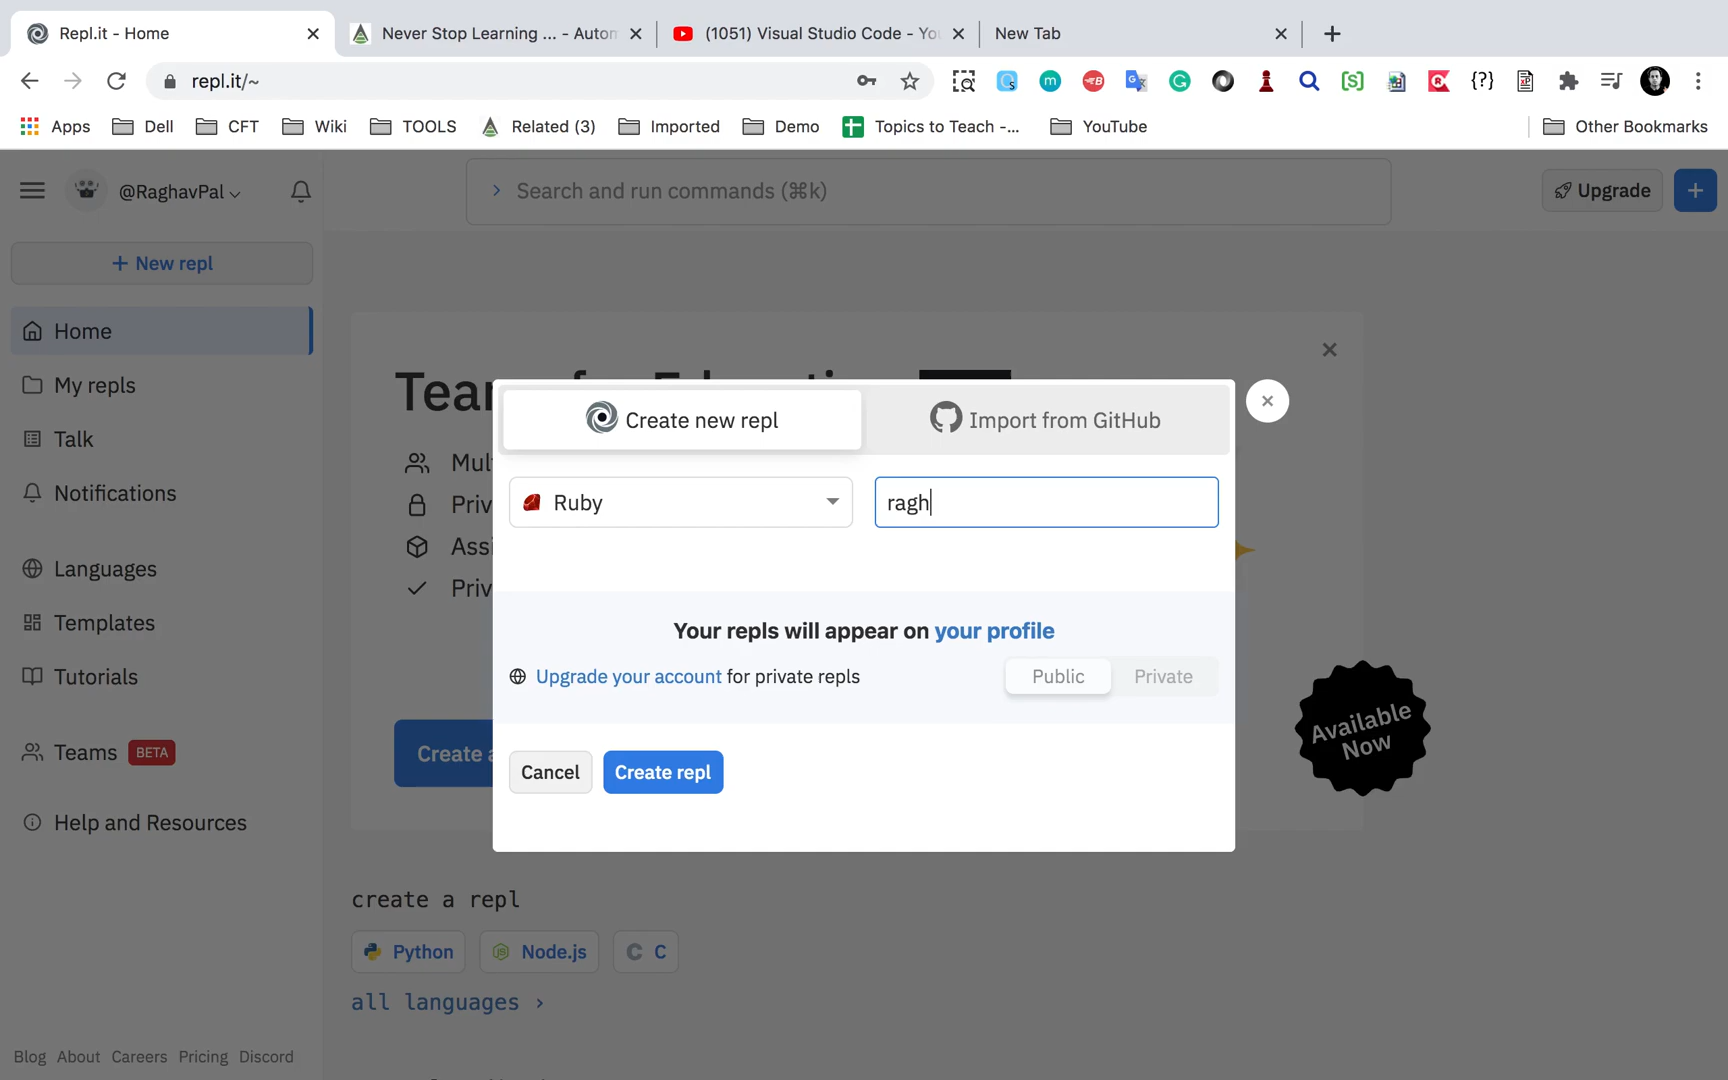 Repl.it - Home
Never Stop Learning ... - Autom
(1051) Visual Studio Code - Yo
New Tab
repl.it/~
Apps
Dell
CFT
Wiki
TOOLS
Related (3)
Imported
Demo
Topics to Teach -...
YouTube
Other Bookmarks
@RaghavPal
Search and run commands (⌘k)
Upgrade
+ New repl
Home
My repls
Talk
Notifications
Languages
Templates
Tutorials
Teams BETA
Help and Resources
Create new repl
Import from GitHub
Ruby
ragh
Your repls will appear on your profile
Upgrade your account for private repls
Public
Private
Cancel
Create repl
Available
Now
create a repl
Python
Node.js
C C
all languages ›
Blog About Careers Pricing Discord